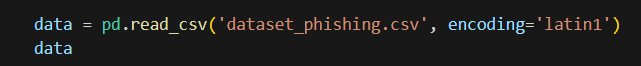 data = pd.read_csv('dataset_phishing.csv', encoding='latin1')
data